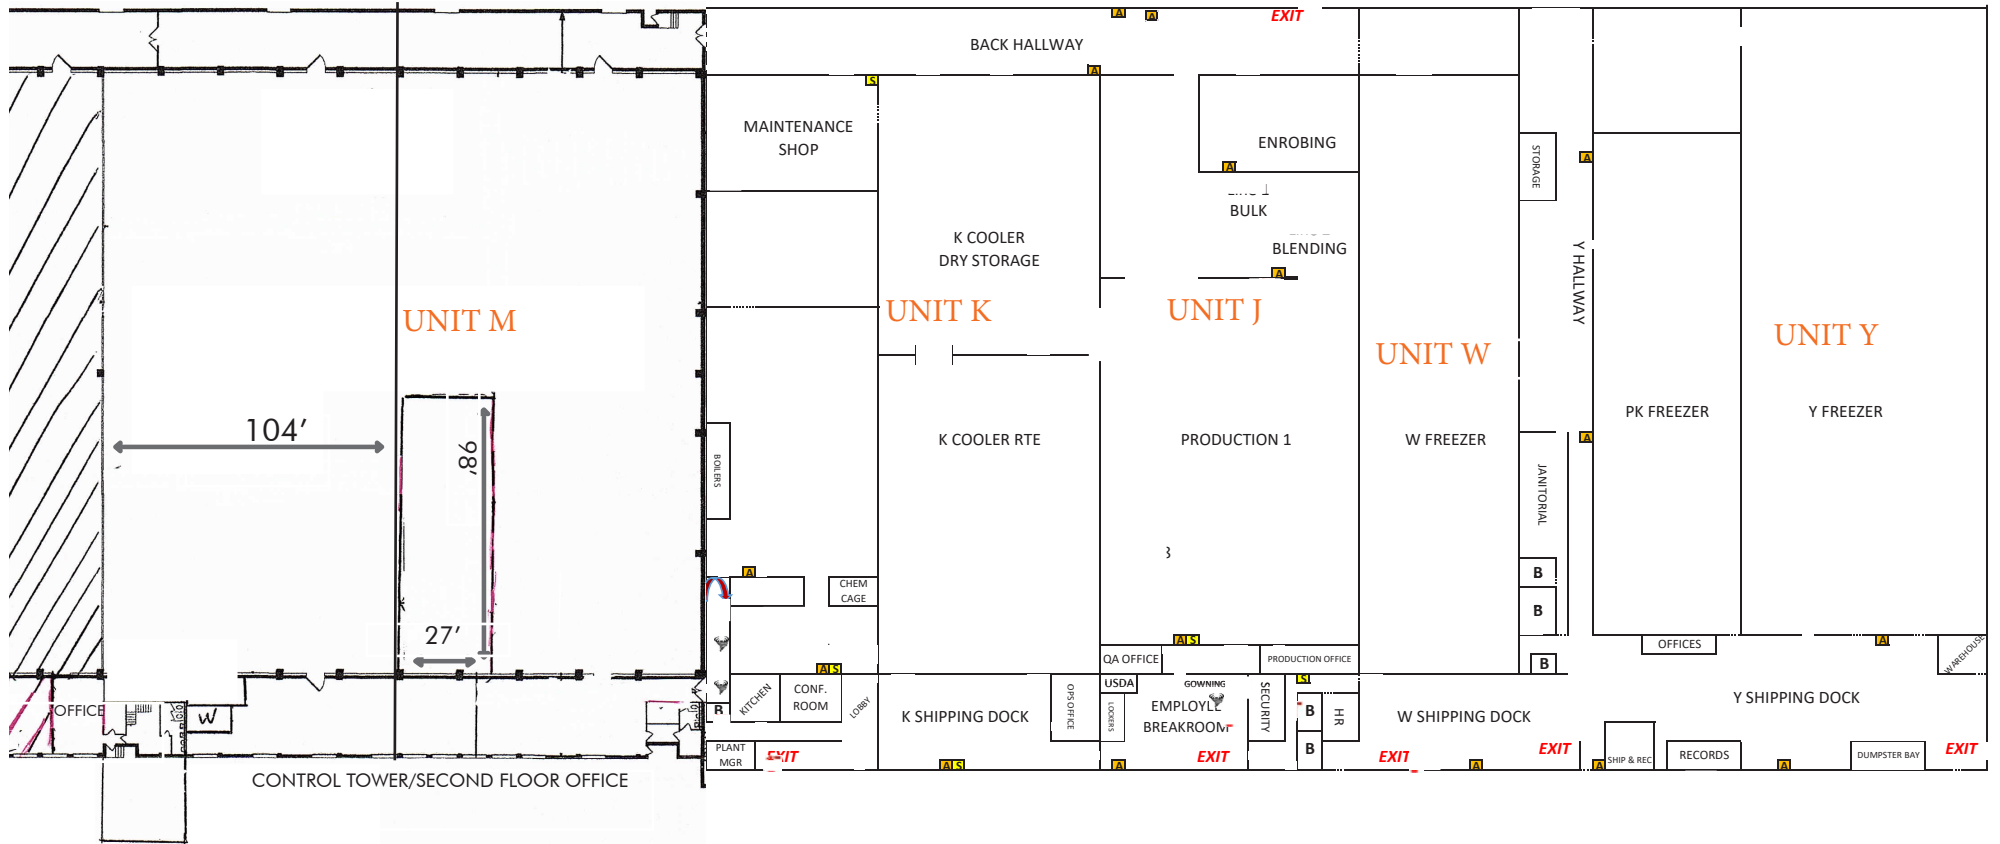 EXIT
BACK HALLWAY
A
A
A
S
MAINTENANCE
SHOP
ENROBING
A
BULK
BLENDING
A
STORAGE
A
Y HALLWAY
K COOLER
DRY STORAGE
UNIT M
UNIT K
UNIT J
UNIT W
UNIT Y
104'
98'
27'
BOILERS
K COOLER RTE
PRODUCTION 1
W FREEZER
PK FREEZER
Y FREEZER
A
JANITORIAL
B
B
B
A
CHEM
CAGE
A S
A S
QA OFFICE
PRODUCTION OFFICE
OFFICES
A
WAREHOUSE
OFFICE
W
B
KITCHEN
CONF.
ROOM
LOBBY
K SHIPPING DOCK
OPS OFFICE
USDA
LOCKERS
GOWNING
EMPLOYEE
BREAKROOM
SECURITY
S
B
B
HR
W SHIPPING DOCK
Y SHIPPING DOCK
PLANT
MGR
EXIT
A S
A
EXIT
EXIT
A
EXIT
A
SHIP & REC
RECORDS
A
DUMPSTER BAY
EXIT
CONTROL TOWER/SECOND FLOOR OFFICE